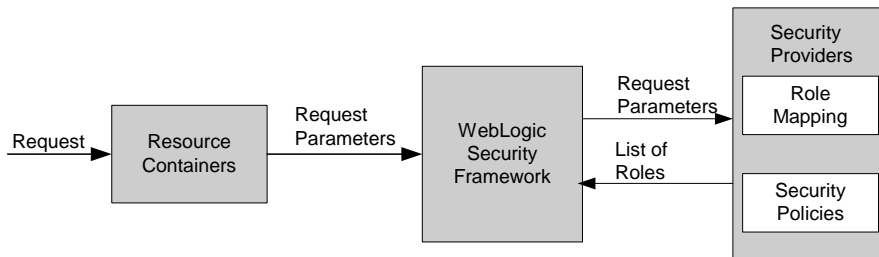 Request
Resource
Containers
Request
Parameters
WebLogic
Security
Framework
Request
Parameters
List of
Roles
Security
Providers
Role
Mapping
Security
Policies